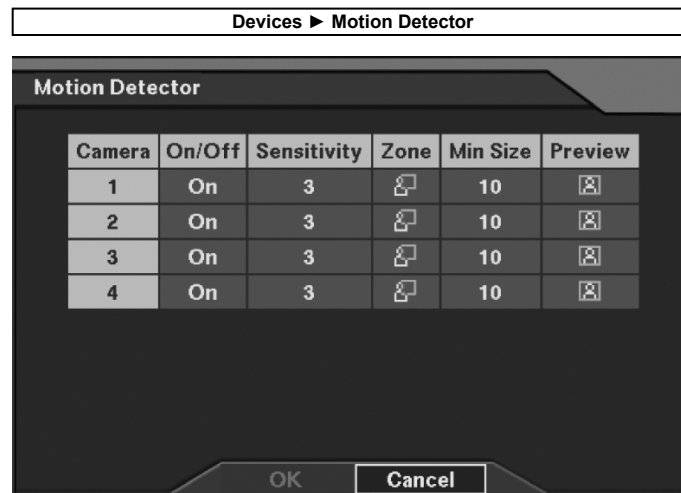 Devices ► Motion Detector
Motion Detector
Camera On/Off Sensitivity Zone Min Size Preview
1 On 3 10
2 On 3 10
3 On 3 10
4 On 3 10
OK Cancel